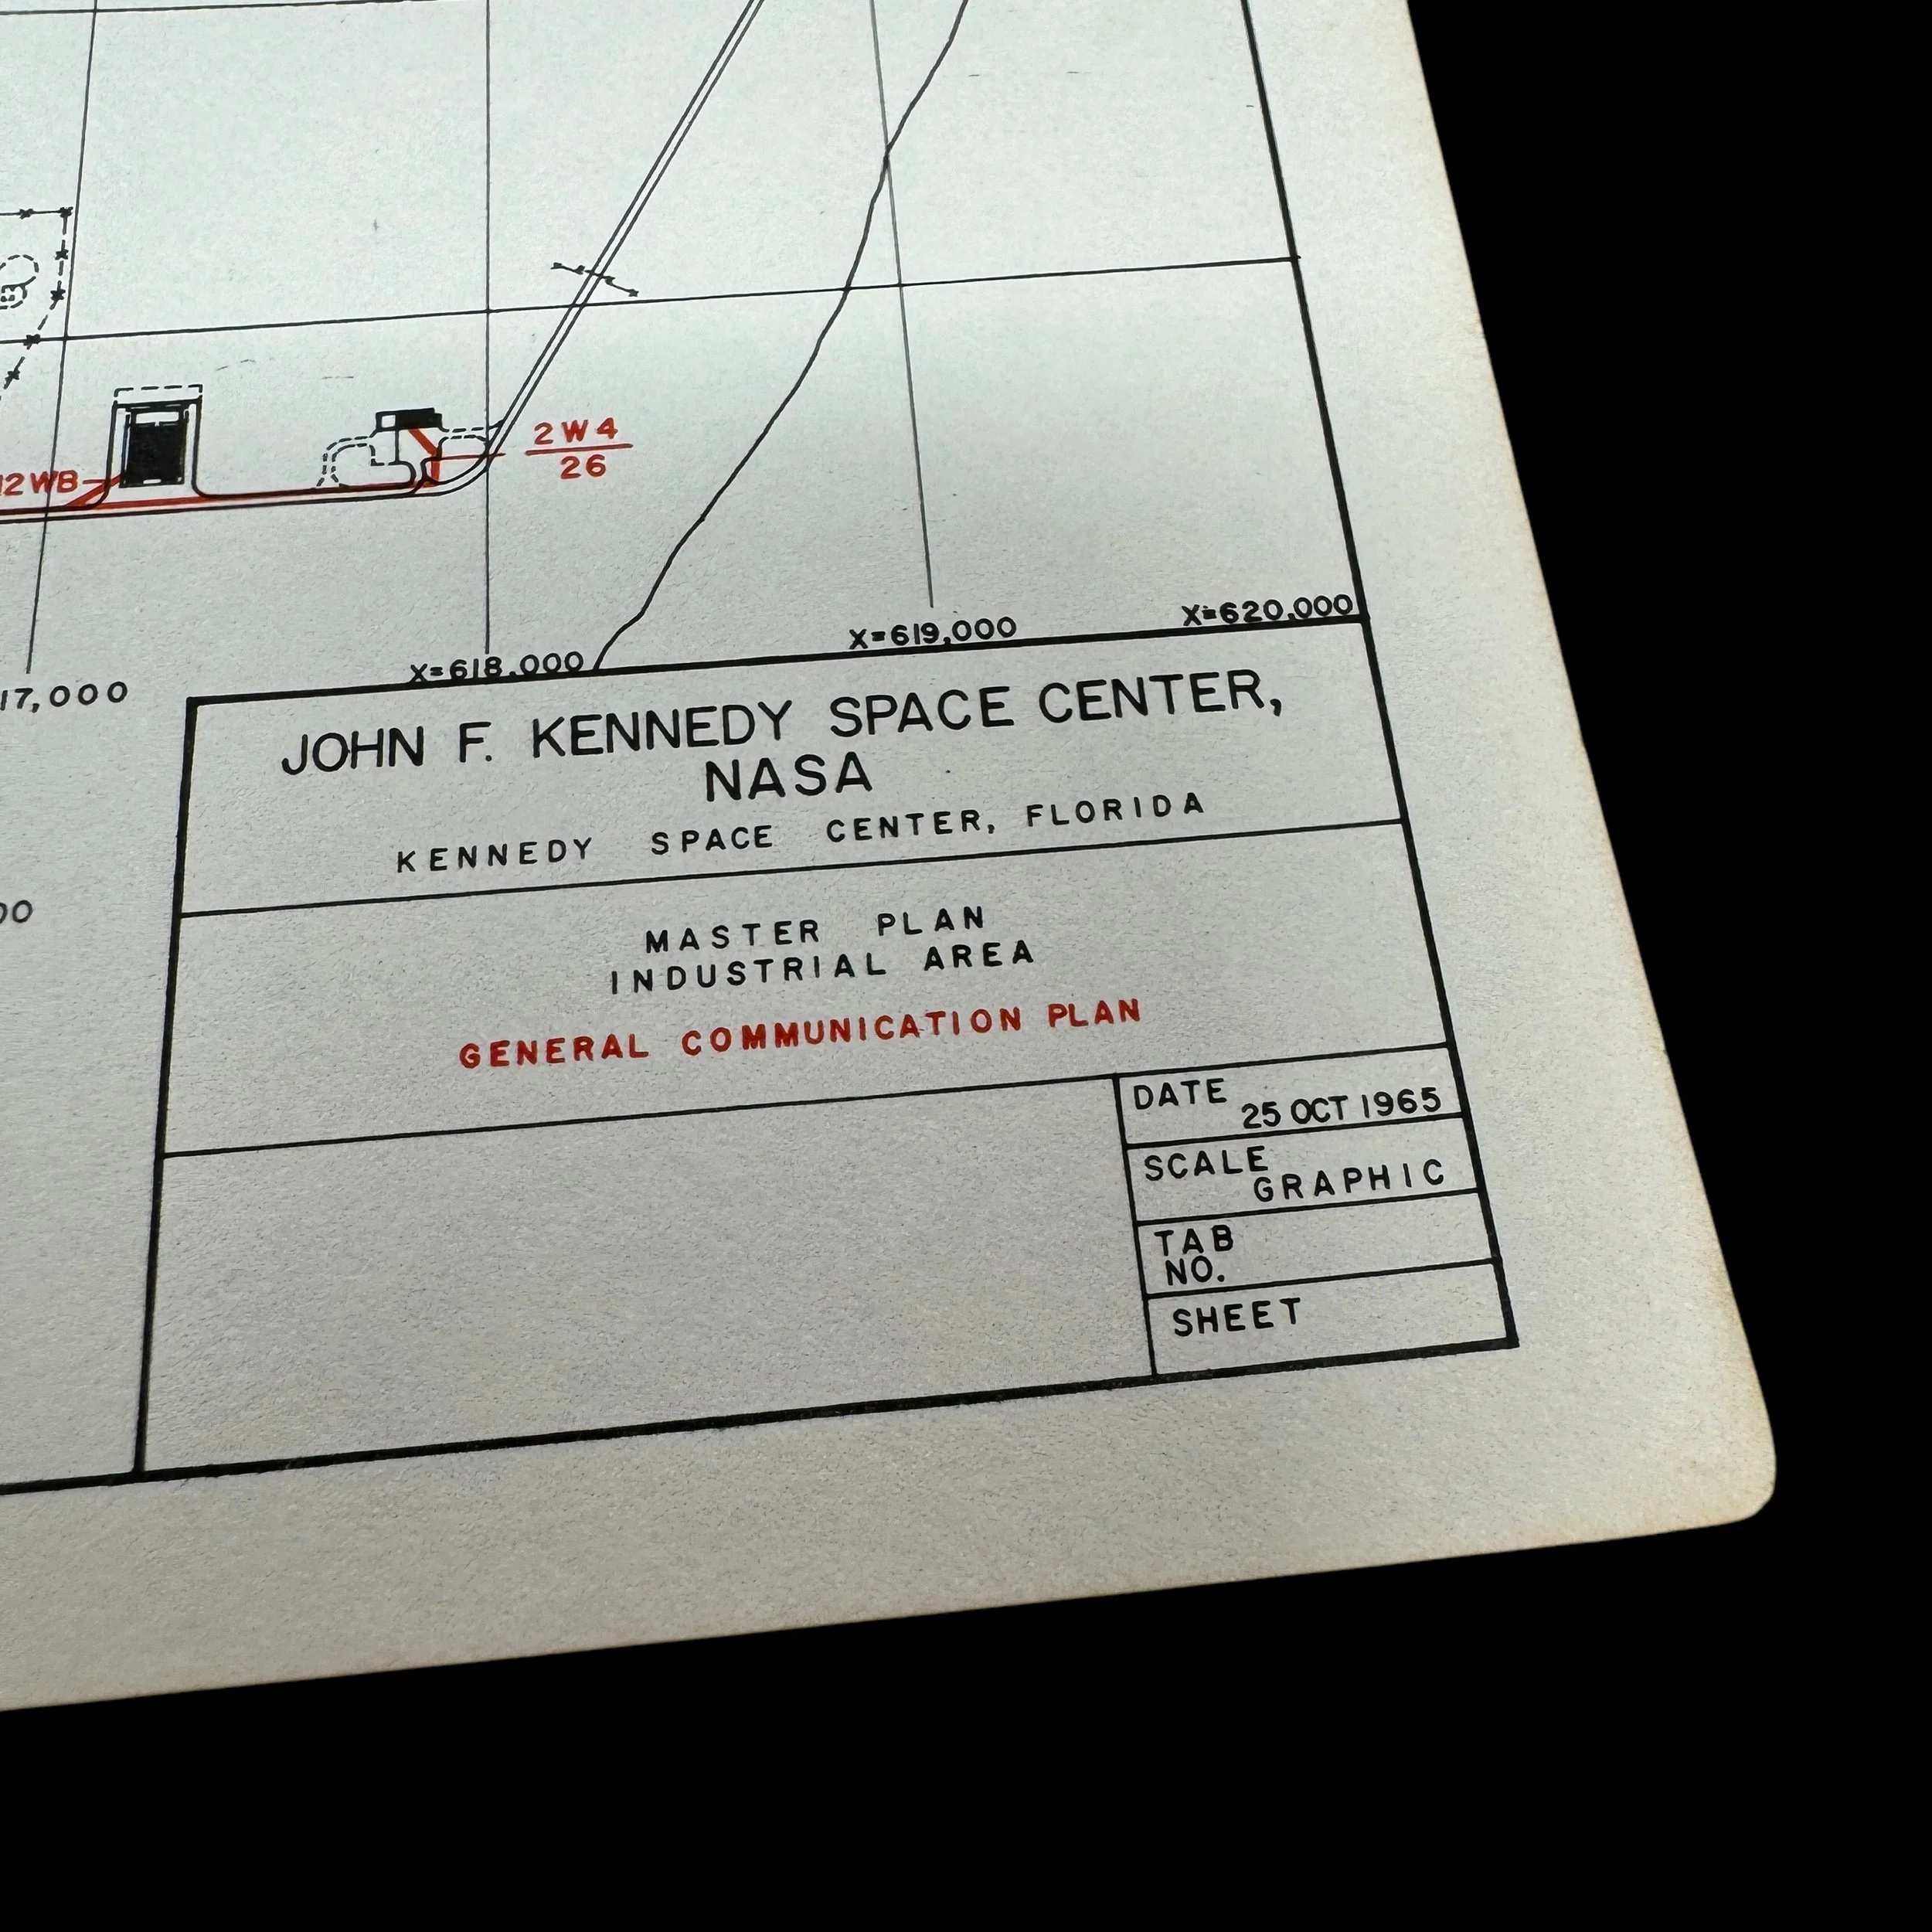 2W4
26
12WB
X=620,000
X=619,000
X=618,000
17,000
JOHN F. KENNEDY SPACE CENTER,
NASA
KENNEDY SPACE CENTER, FLORIDA
MASTER PLAN
INDUSTRIAL AREA
GENERAL COMMUNICATION PLAN
DATE
25 OCT 1965
SCALE
GRAPHIC
TAB
NO.
SHEET